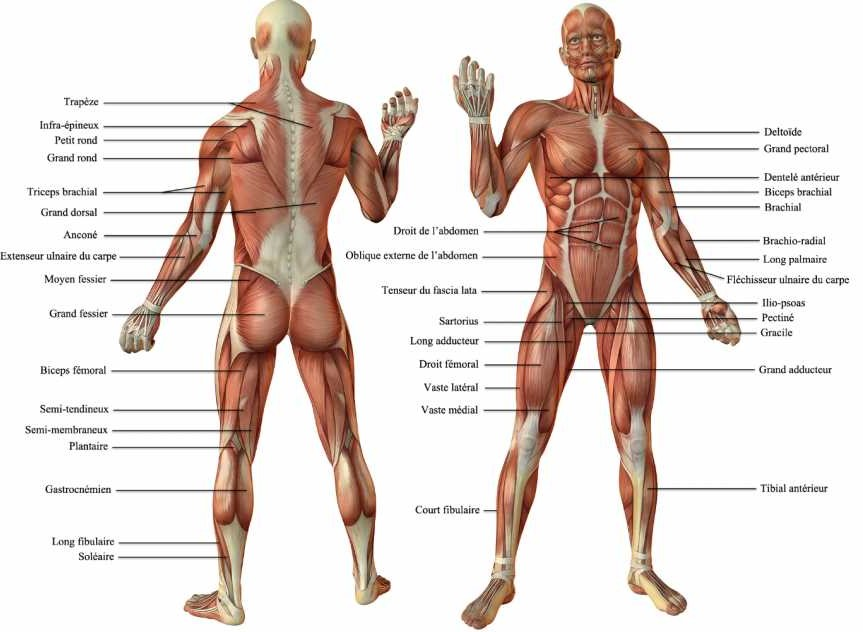 Trapèze
Infra-épineux
Petit rond
Grand rond
Triceps brachial
Grand dorsal
Anconé
Extenseur ulnaire du carpe
Moyen fessier
Grand fessier
Biceps fémoral
Semi-tendineux
Semi-membraneux
Plantaire
Gastrocnémien
Long fibulaire
Soléaire
Droit de l'abdomen
Oblique externe de l'abdomen
Tenseur du fascia lata
Sartorius
Long adducteur
Droit fémoral
Vaste latéral
Vaste médial
Court fibulaire
Deltoïde
Grand pectoral
Dentelé antérieur
Biceps brachial
Brachial
Brachio-radial
Long palmaire
Fléchisseur ulnaire du carpe
Ilio-psoas
Pectiné
Gracile
Grand adducteur
Tibial antérieur